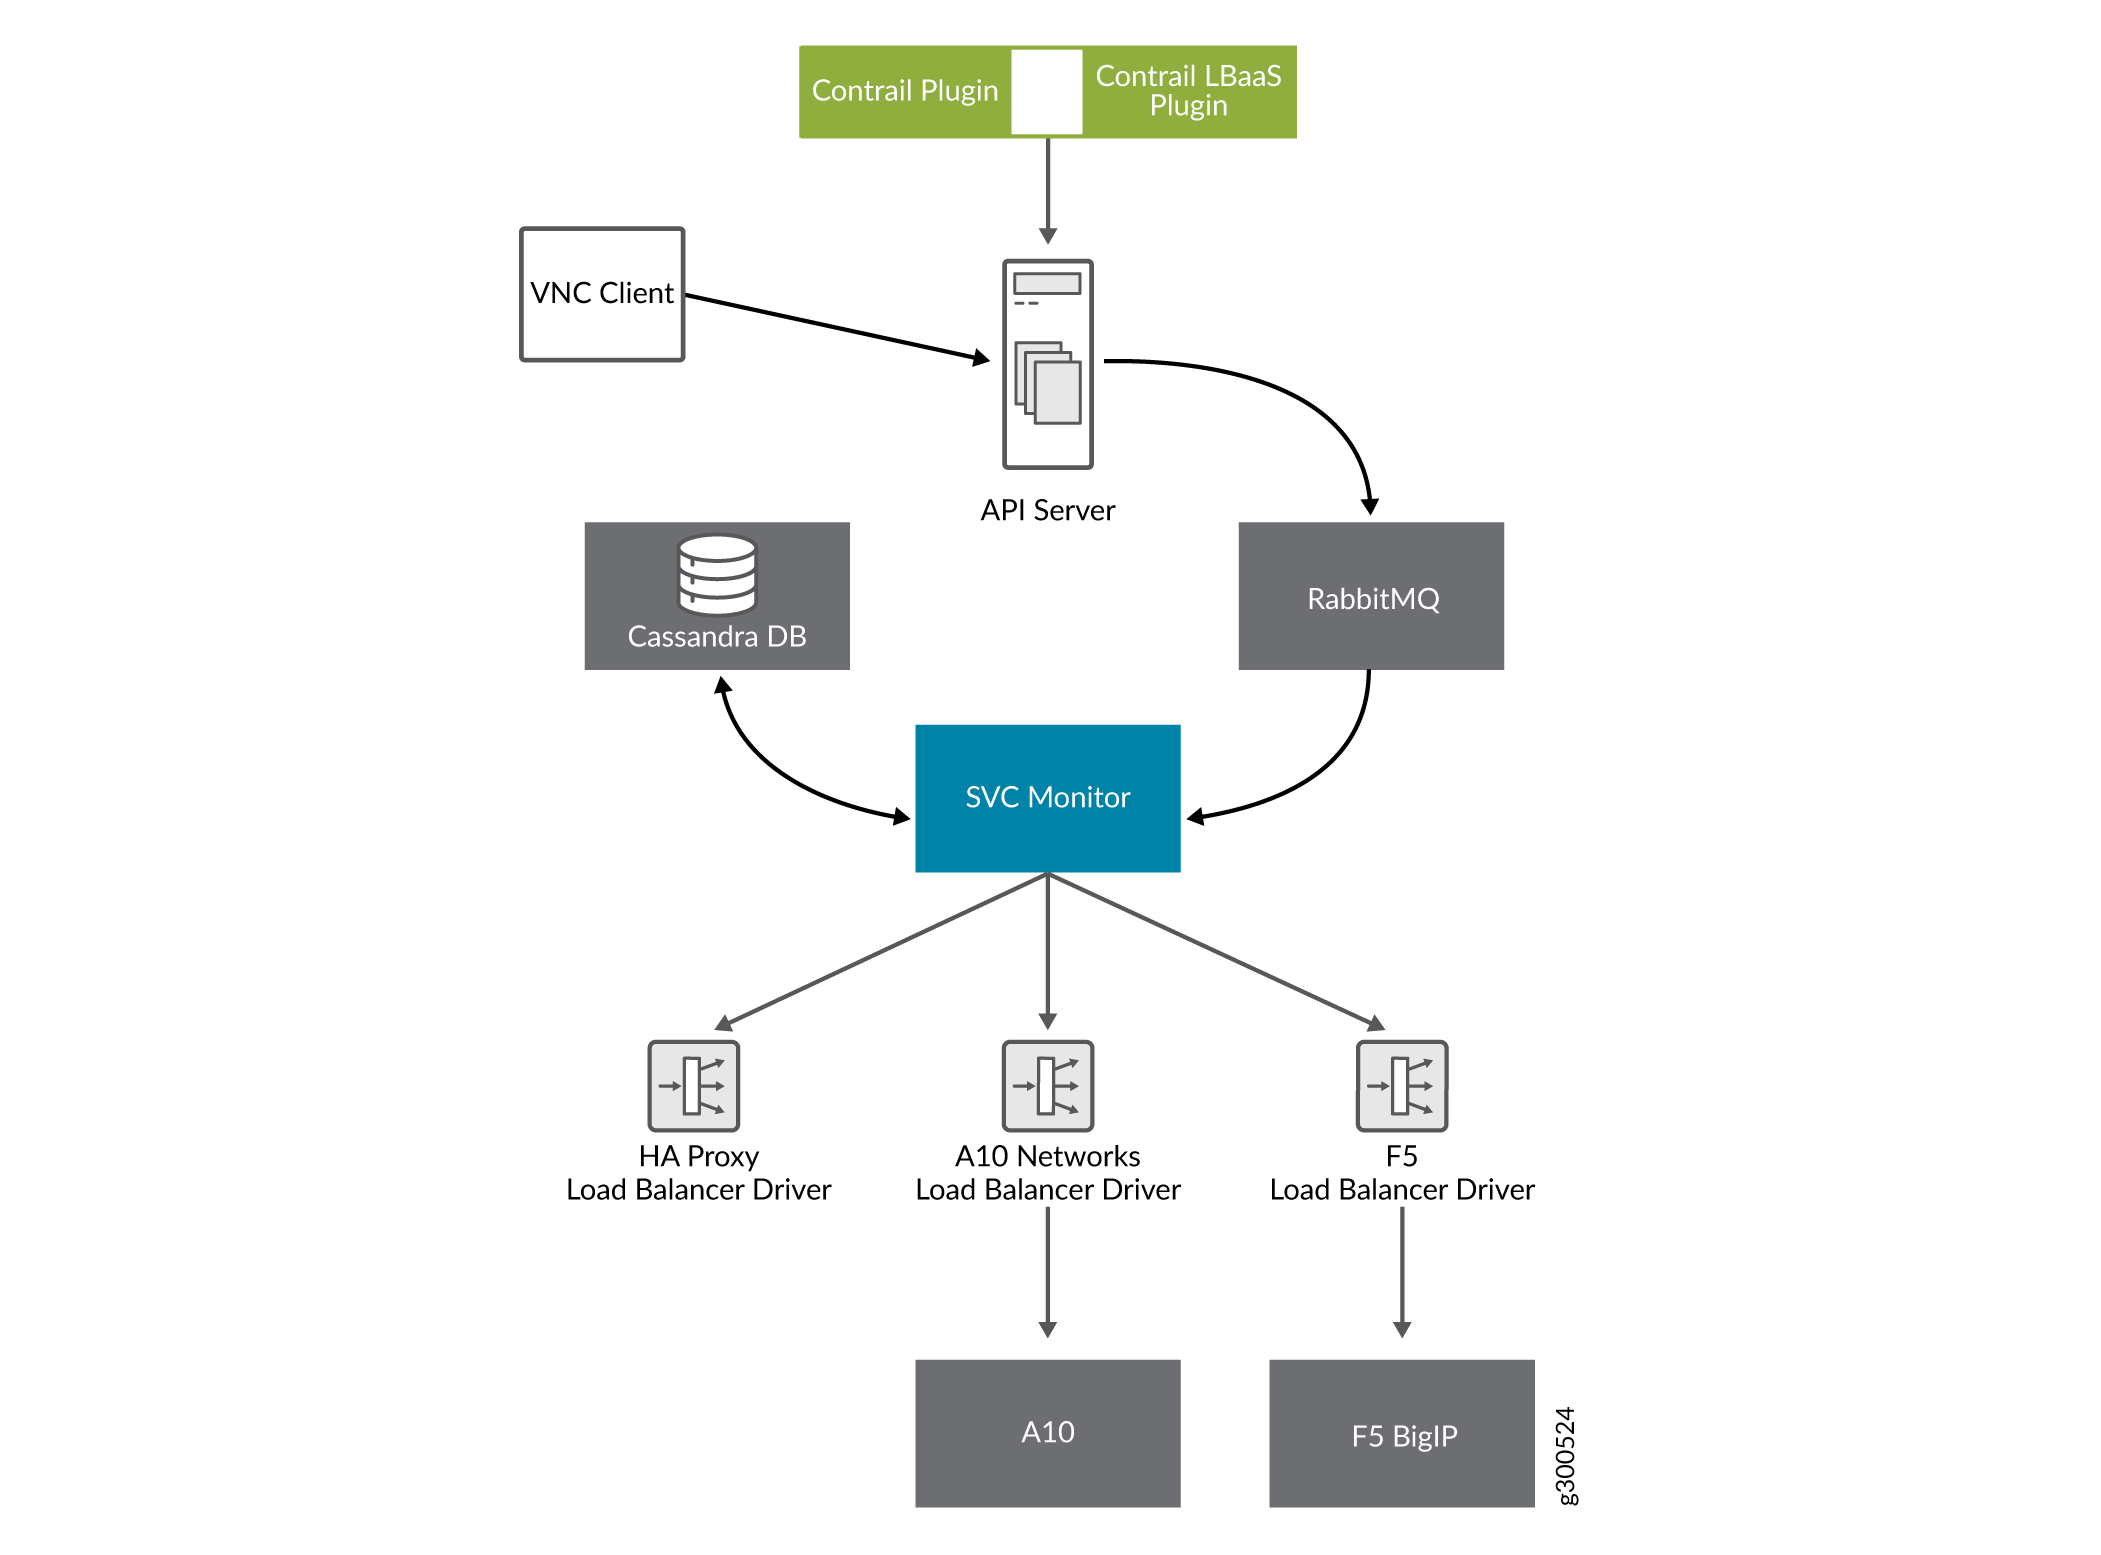 Contrail Plugin
Contrail LBaaS
Plugin
VNC Client
API Server
Cassandra DB
RabbitMQ
SVC Monitor
HA Proxy
Load Balancer Driver
A10 Networks
Load Balancer Driver
F5
Load Balancer Driver
A10
F5 BigIP
g300524